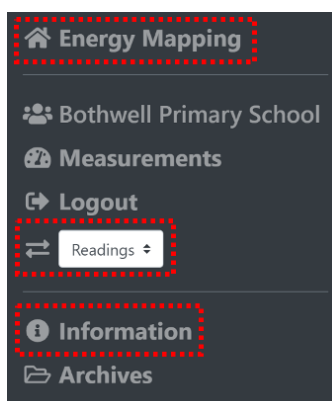 Energy Mapping
Bothwell Primary School
Measurements
Logout
Readings
Information
Archives